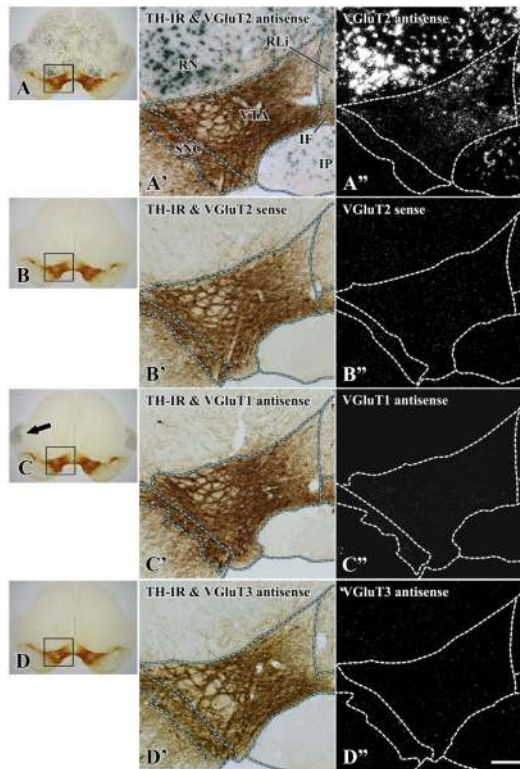 TH-IR & VGluT2 antisense
VGluT2 antisense
RLi
RN
VTA
SNC
IF
IP
A
A'
A"
TH-IR & VGluT2 sense
VGluT2 sense
B
B'
B"
TH-IR & VGluT1 antisense
VGluT1 antisense
C
C'
C"
TH-IR & VGluT3 antisense
VGluT3 antisense
D
D'
D"